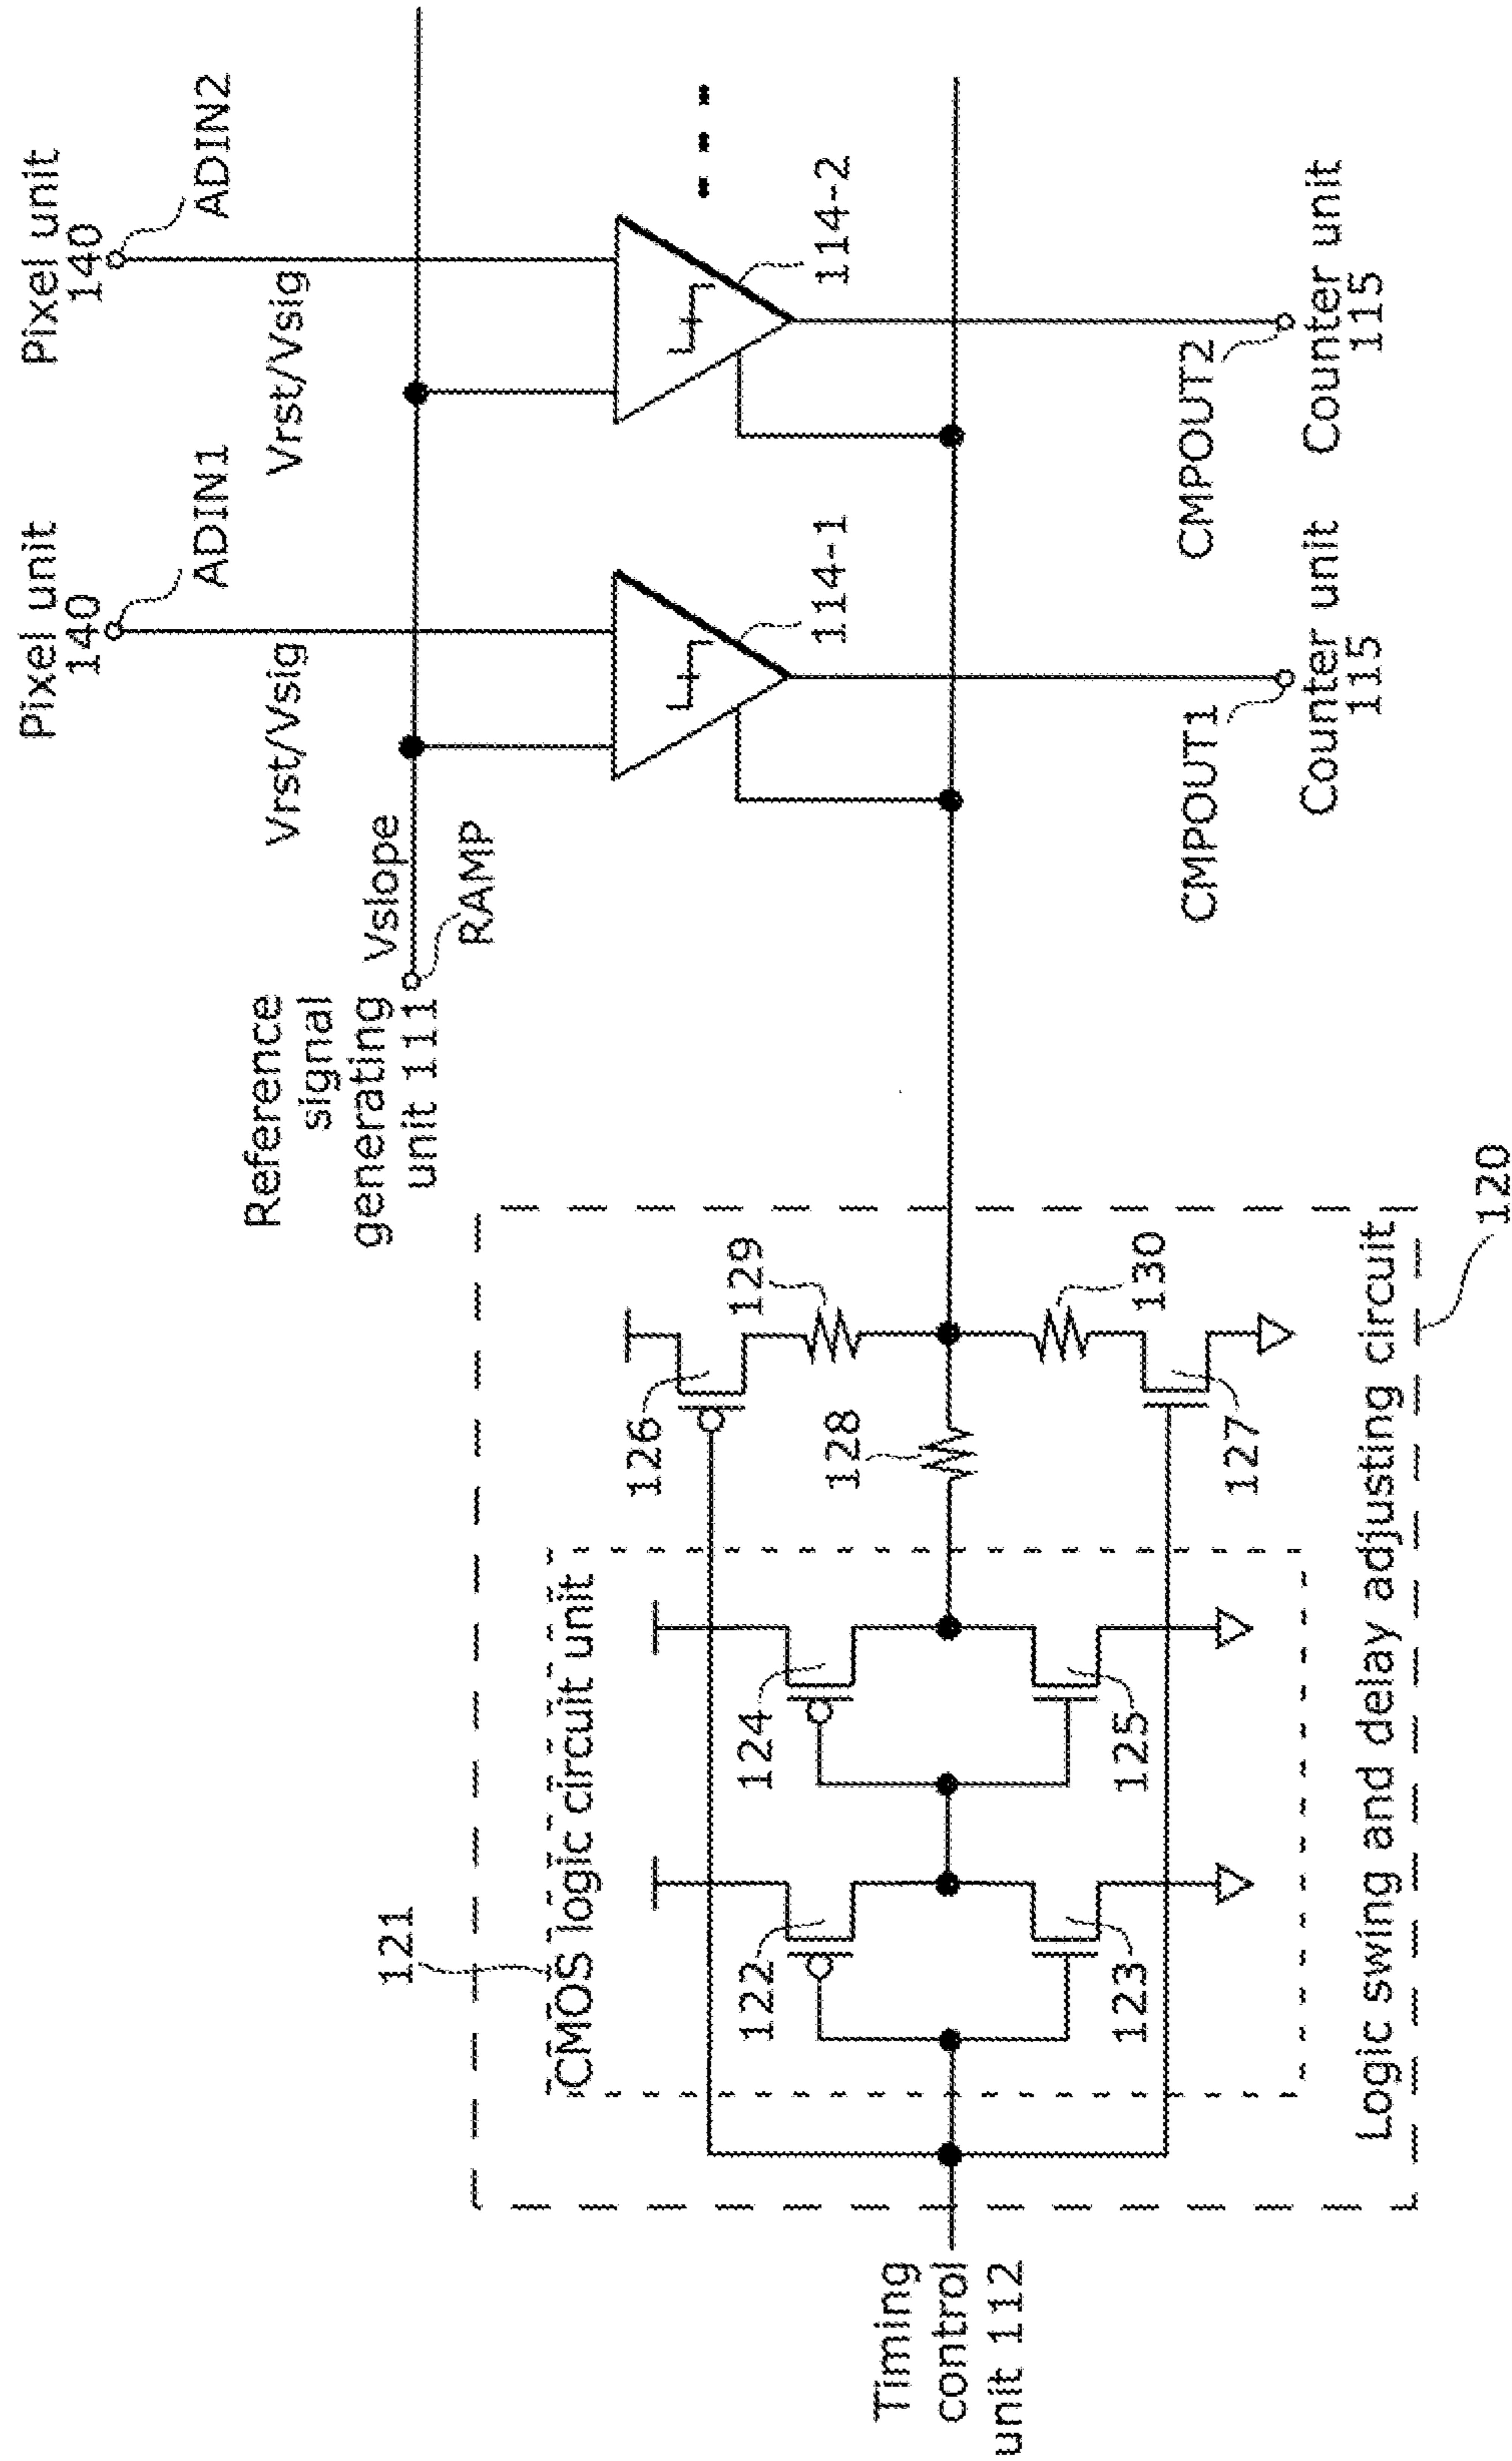 Pixel unit
140
ADIN1
Vrst/Vsig
Pixel unit
140
ADIN2
Vrst/Vsig
Reference
signal
generating
unit 111
Vslope
RAMP
114-1
114-2
CMPOUT1
Counter unit
115
CMPOUT2
Counter unit
115
121
CMOS logic circuit unit
122
123
124
125
126
127
128
129
130
Timing
control
unit 112
Logic swing and delay adjusting circuit
120